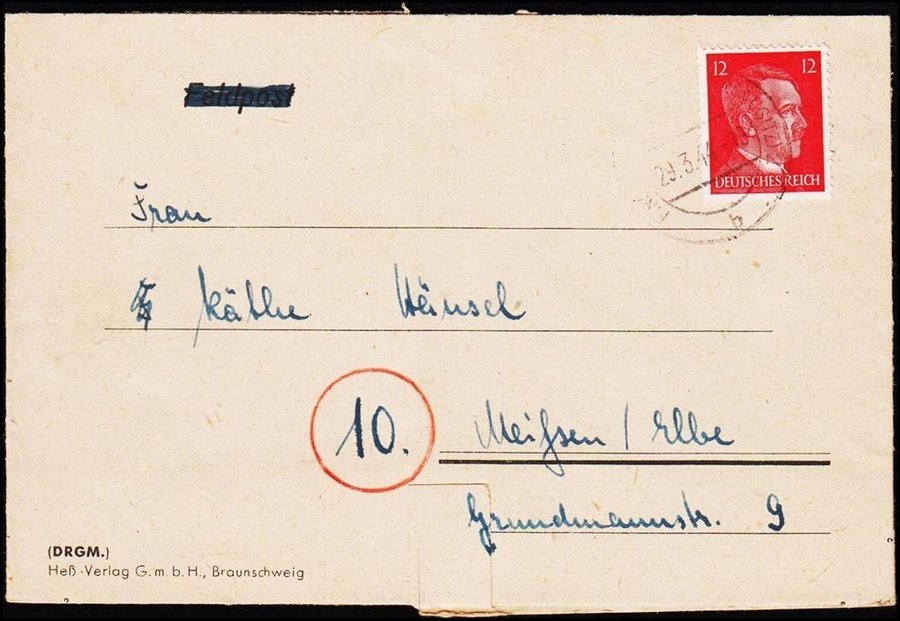 12 12
DEUTSCHES REICH
29.3.44
b
Feldpost
Frau
Käthe Hänsel
10. Meißen / Elbe
Grundmannstr. 9
(DRGM.)
Heß-Verlag G. m. b. H., Braunschweig